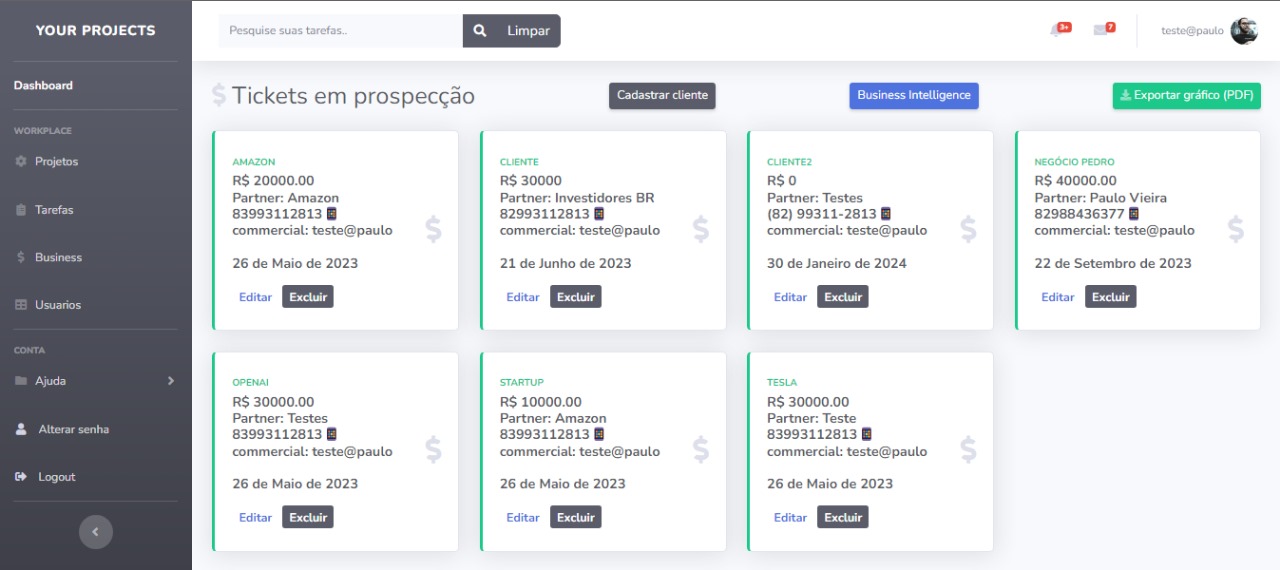 YOUR PROJECTS
Dashboard
WORKPLACE
Projetos
Tarefas
Business
Usuarios
CONTA
Ajuda
Alterar senha
Logout
Pesquise suas tarefas..
Limpar
3+
7
teste@paulo
Tickets em prospecção
Cadastrar cliente
Business Intelligence
Exportar gráfico (PDF)
AMAZON
R$ 20000.00
Partner: Amazon
83993112813
commercial: teste@paulo
26 de Maio de 2023
Editar Excluir
CLIENTE
R$ 30000
Partner: Investidores BR
82993112813
commercial: teste@paulo
21 de Junho de 2023
Editar Excluir
CLIENTE2
R$ 0
Partner: Testes
(82) 99311-2813
commercial: teste@paulo
30 de Janeiro de 2024
Editar Excluir
NEGÓCIO PEDRO
R$ 40000.00
Partner: Paulo Vieira
82988436377
commercial: teste@paulo
22 de Setembro de 2023
Editar Excluir
OPENAI
R$ 30000.00
Partner: Testes
83993112813
commercial: teste@paulo
26 de Maio de 2023
Editar Excluir
STARTUP
R$ 10000.00
Partner: Amazon
83993112813
commercial: teste@paulo
26 de Maio de 2023
Editar Excluir
TESLA
R$ 30000.00
Partner: Teste
83993112813
commercial: teste@paulo
26 de Maio de 2023
Editar Excluir